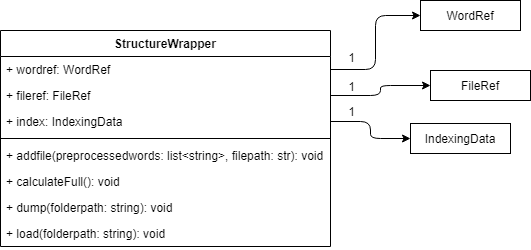 StructureWrapper
+ wordref: WordRef
+ fileref: FileRef
+ index: IndexingData
+ addfile(preprocessedwords: list<string>, filepath: str): void
+ calculateFull(): void
+ dump(folderpath: string): void
+ load(folderpath: string): void
1
WordRef
1
FileRef
1
IndexingData